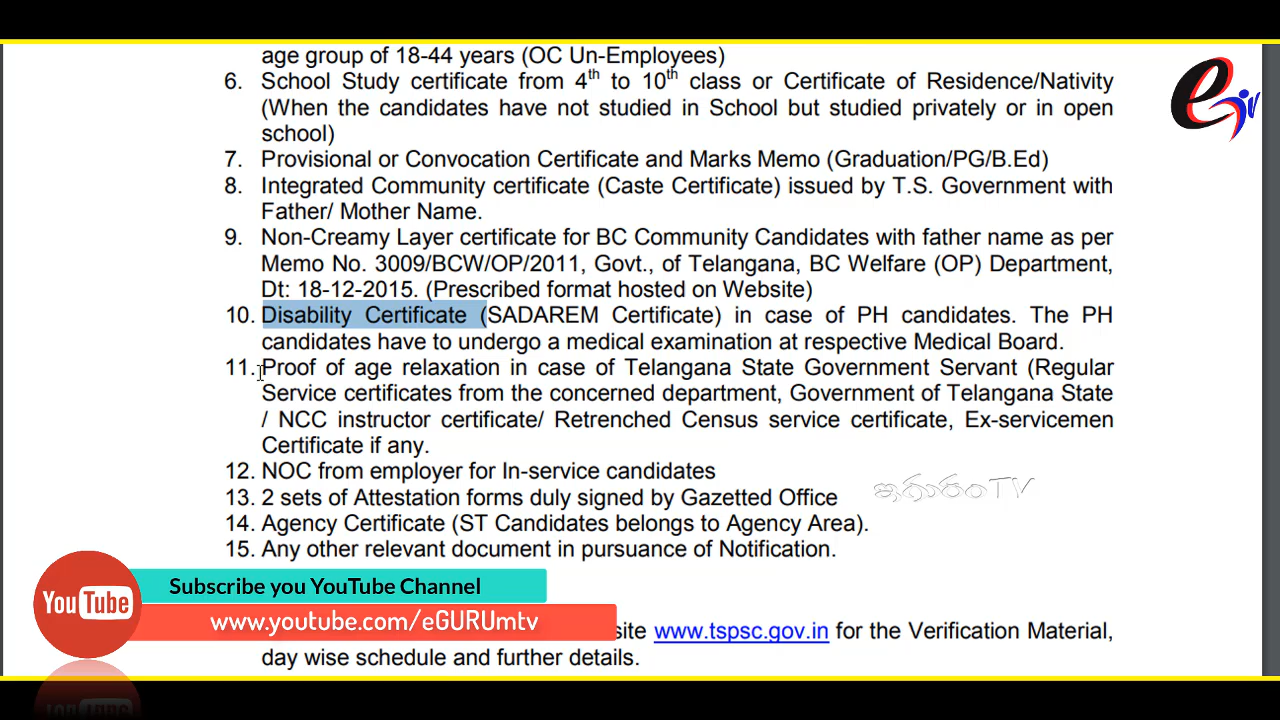 age group of 18-44 years (OC Un-Employees)
6. School Study certificate from 4th to 10th class or Certificate of Residence/Nativity
(When the candidates have not studied in School but studied privately or in open
school)
7. Provisional or Convocation Certificate and Marks Memo (Graduation/PG/B.Ed)
8. Integrated Community certificate (Caste Certificate) issued by T.S. Government with
Father/ Mother Name.
9. Non-Creamy Layer certificate for BC Community Candidates with father name as per
Memo No. 3009/BCW/OP/2011, Govt., of Telangana, BC Welfare (OP) Department,
Dt: 18-12-2015. (Prescribed format hosted on Website)
10. Disability Certificate (SADAREM Certificate) in case of PH candidates. The PH
candidates have to undergo a medical examination at respective Medical Board.
11. Proof of age relaxation in case of Telangana State Government Servant (Regular
Service certificates from the concerned department, Government of Telangana State
/ NCC instructor certificate/ Retrenched Census service certificate, Ex-servicemen
Certificate if any.
12. NOC from employer for In-service candidates
13. 2 sets of Attestation forms duly signed by Gazetted Office
TV
14. Agency Certificate (ST Candidates belongs to Agency Area).
15. Any other relevant document in pursuance of Notification.
You Tube
Subscribe you YouTube Channel
www.youtube.com/eGURUmtv
site www.tspsc.gov.in for the Verification Material,
day wise schedule and further details.